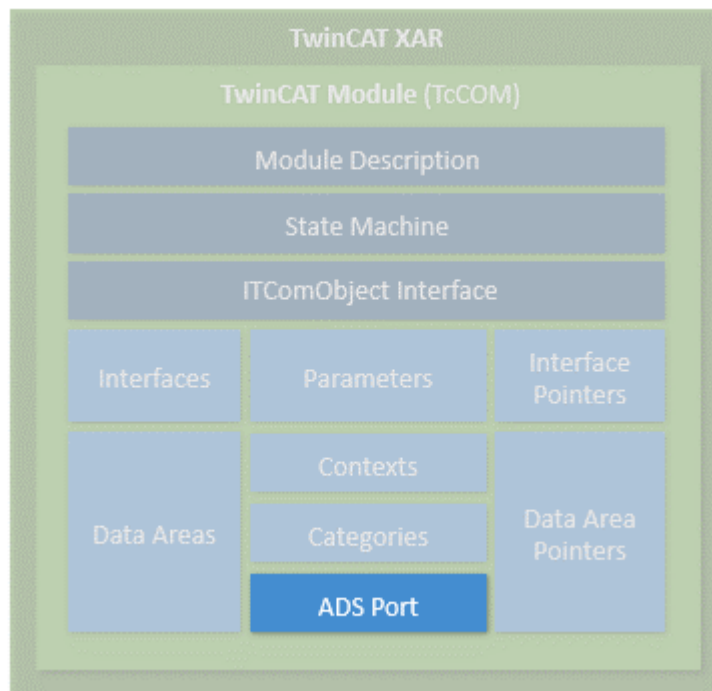 TwinCAT XAR
TwinCAT Module (TcCOM)
Module Description
State Machine
ITComObject Interface
Interfaces
Parameters
Interface
Pointers
Data Areas
Contexts
Categories
ADS Port
Data Area
Pointers